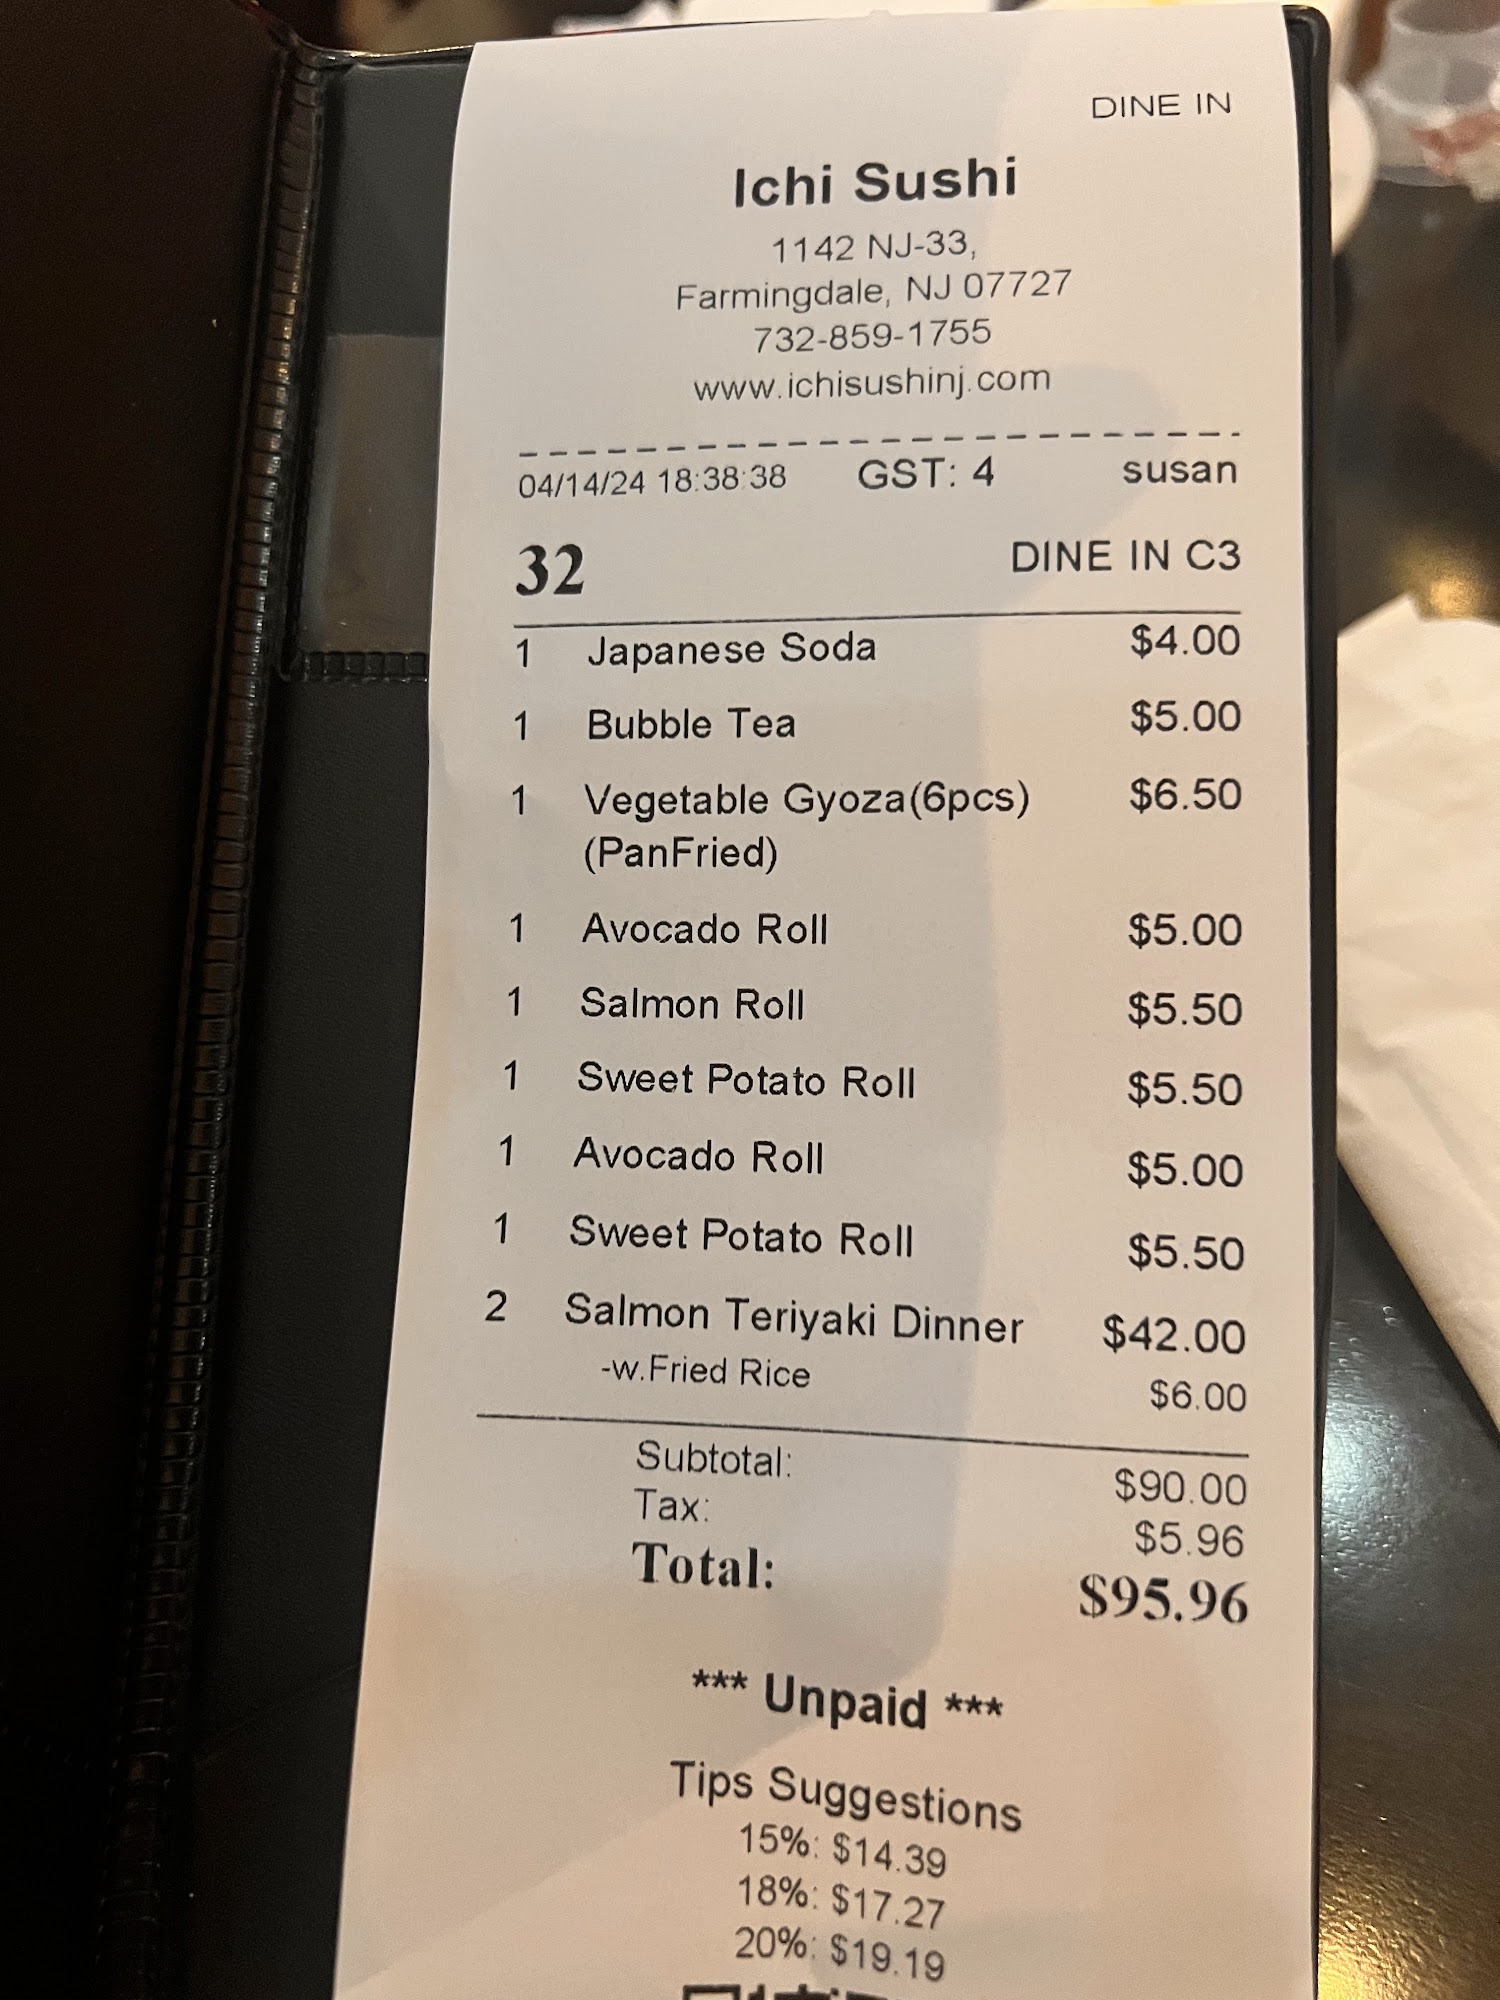 DINE IN
Ichi Sushi
1142 NJ-33,
Farmingdale, NJ 07727
732-859-1755
www.ichisushinj.com
04/14/24 18:38:38 GST: 4 susan
32 DINE IN C3
1 Japanese Soda $4.00
1 Bubble Tea $5.00
1 Vegetable Gyoza(6pcs) $6.50
(PanFried)
1 Avocado Roll $5.00
1 Salmon Roll $5.50
1 Sweet Potato Roll $5.50
1 Avocado Roll $5.00
1 Sweet Potato Roll $5.50
2 Salmon Teriyaki Dinner $42.00
-w.Fried Rice $6.00
Subtotal: $90.00
Tax: $5.96
Total: $95.96
*** Unpaid ***
Tips Suggestions
15%: $14.39
18%: $17.27
20%: $19.19